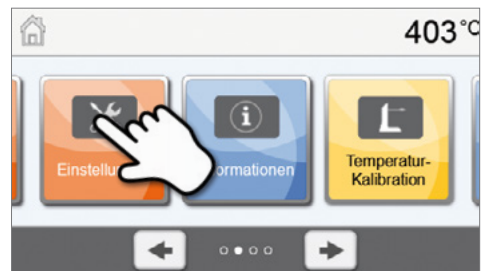 403°C
Einstellu
ormationen
Temperatur-
Kalibration